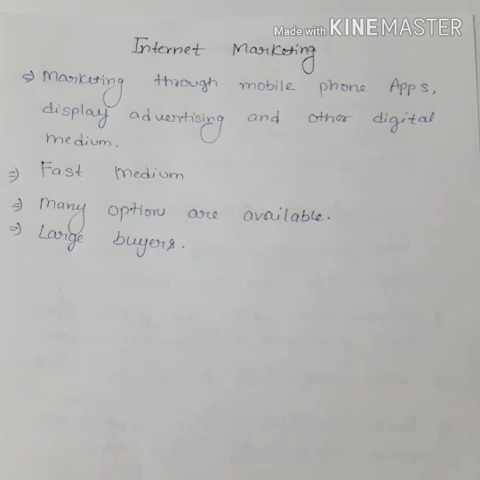 Made with KINEMASTER
Internet Marketing
⇒ Marketing through mobile phone Apps,
display advertising and other digital
medium.
⇒ Fast medium
⇒ Many option are available.
⇒ Large buyers.